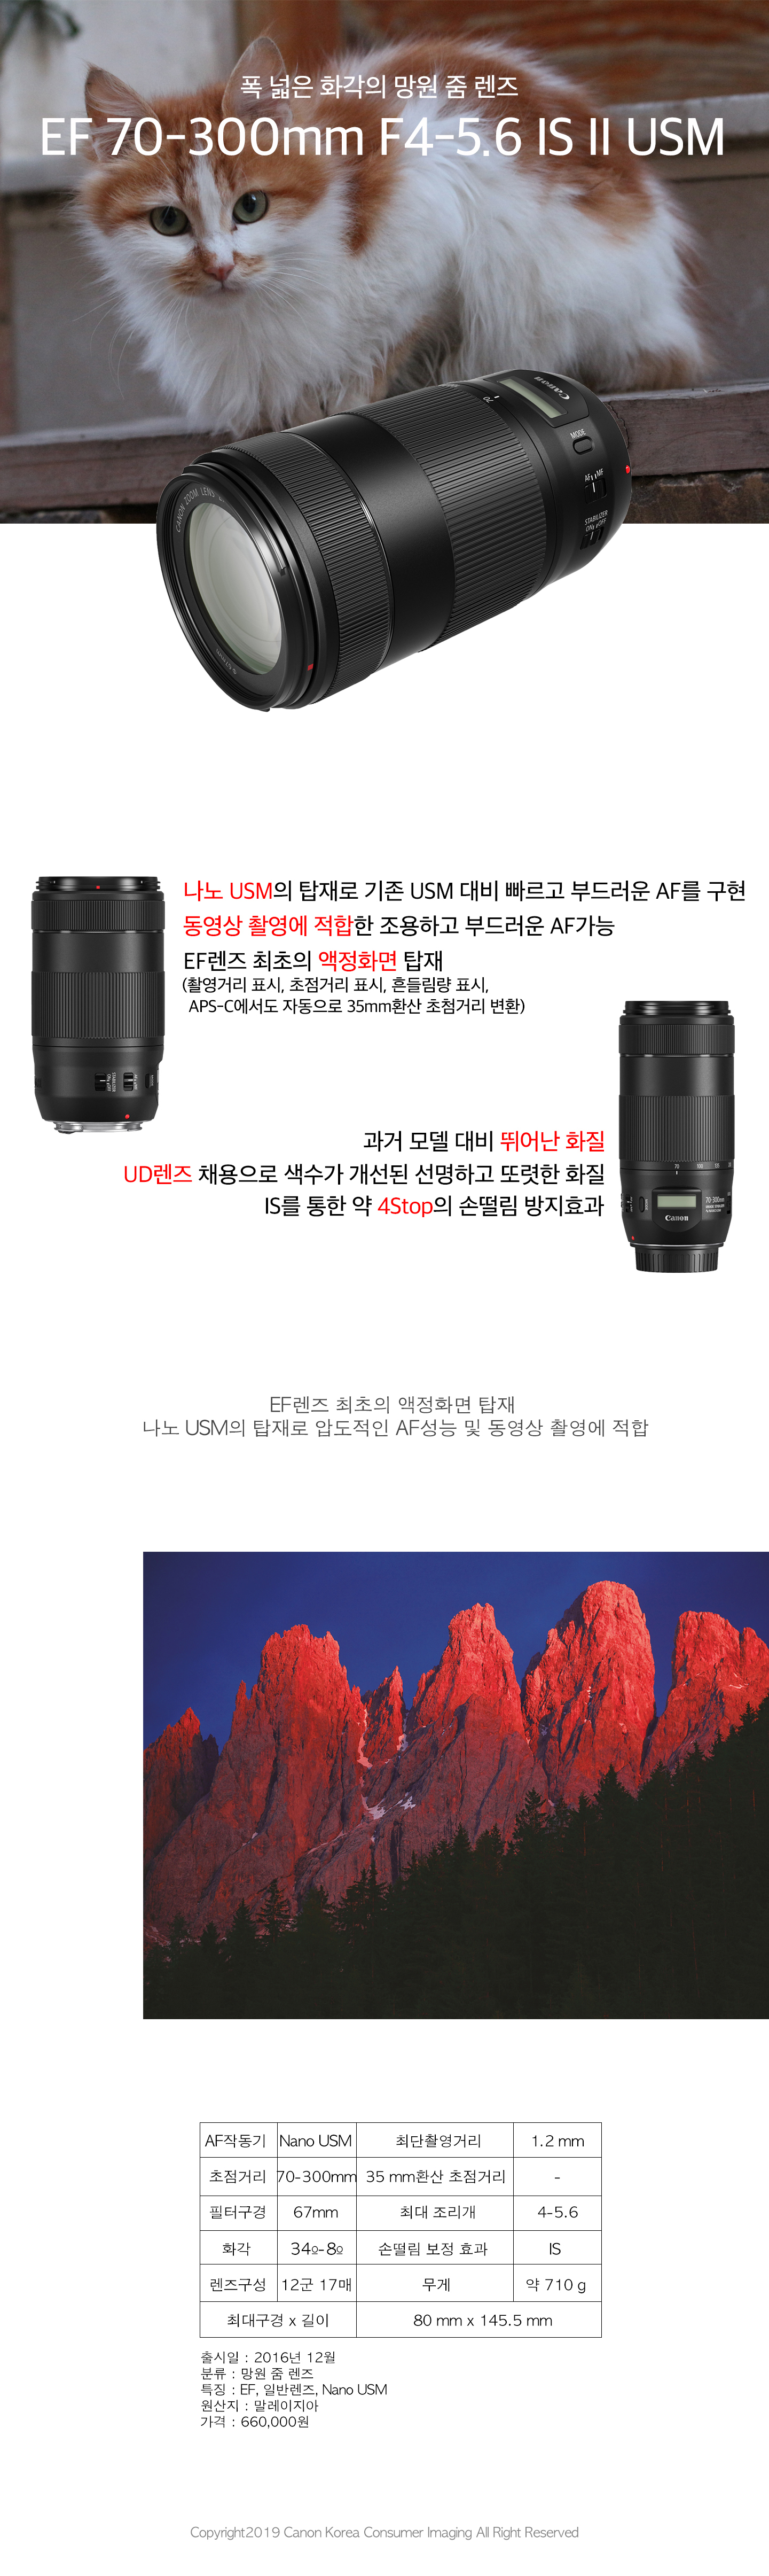 폭 넓은 화각의 망원 줌 렌즈
EF 70-300mm F4-5.6 IS II USM
Canon
70
MODE
AF MF
STABILIZER
ON OFF
CANON ZOOM LENS
나노 USM의 탑재로 기존 USM 대비 빠르고 부드러운 AF를 구현
동영상 촬영에 적합한 조용하고 부드러운 AF가능
EF렌즈 최초의 액정화면 탑재
(촬영거리 표시, 초점거리 표시, 흔들림량 표시,
APS-C에서도 자동으로 35mm환산 초첨거리 변환)
과거 모델 대비 뛰어난 화질
UD렌즈 채용으로 색수가 개선된 선명하고 또렷한 화질
IS를 통한 약 4Stop의 손떨림 방지효과
70 100 135
70-300mm
Canon
EF렌즈 최초의 액정화면 탑재
나노 USM의 탑재로 압도적인 AF성능 및 동영상 촬영에 적합
AF작동기 Nano USM 최단촬영거리 1.2 mm
초점거리 70-300mm 35 mm환산 초점거리 -
필터구경 67mm 최대 조리개 4-5.6
화각 34º-8º 손떨림 보정 효과 IS
렌즈구성 12군 17매 무게 약 710 g
최대구경 x 길이 80 mm x 145.5 mm
출시일 : 2016년 12월
분류 : 망원 줌 렌즈
특징 : EF, 일반렌즈, Nano USM
원산지 : 말레이지아
가격 : 660,000원
Copyright2019 Canon Korea Consumer Imaging All Right Reserved